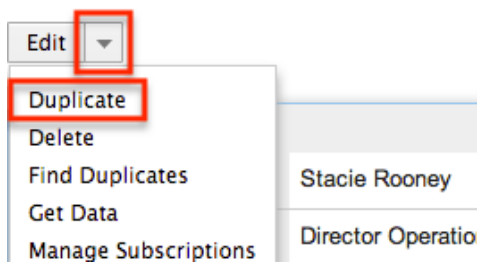 Edit
Duplicate
Delete
Find Duplicates
Stacie Rooney
Get Data
Director Operatio
Manage Subscriptions